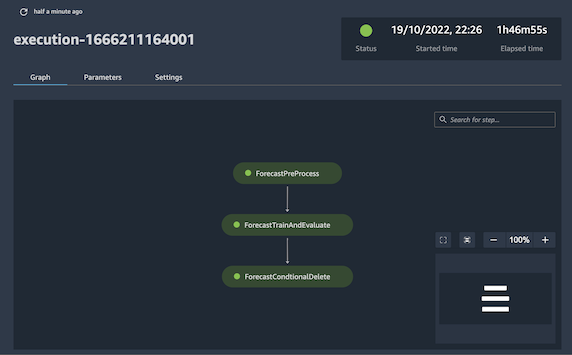 half a minute ago
execution-1666211164001
19/10/2022, 22:26 1h46m55s
Status Started time Elapsed time
Graph Parameters Settings
Search for step...
ForecastPreProcess
ForecastTrainAndEvaluate
100%
ForecastCondtionalDelete